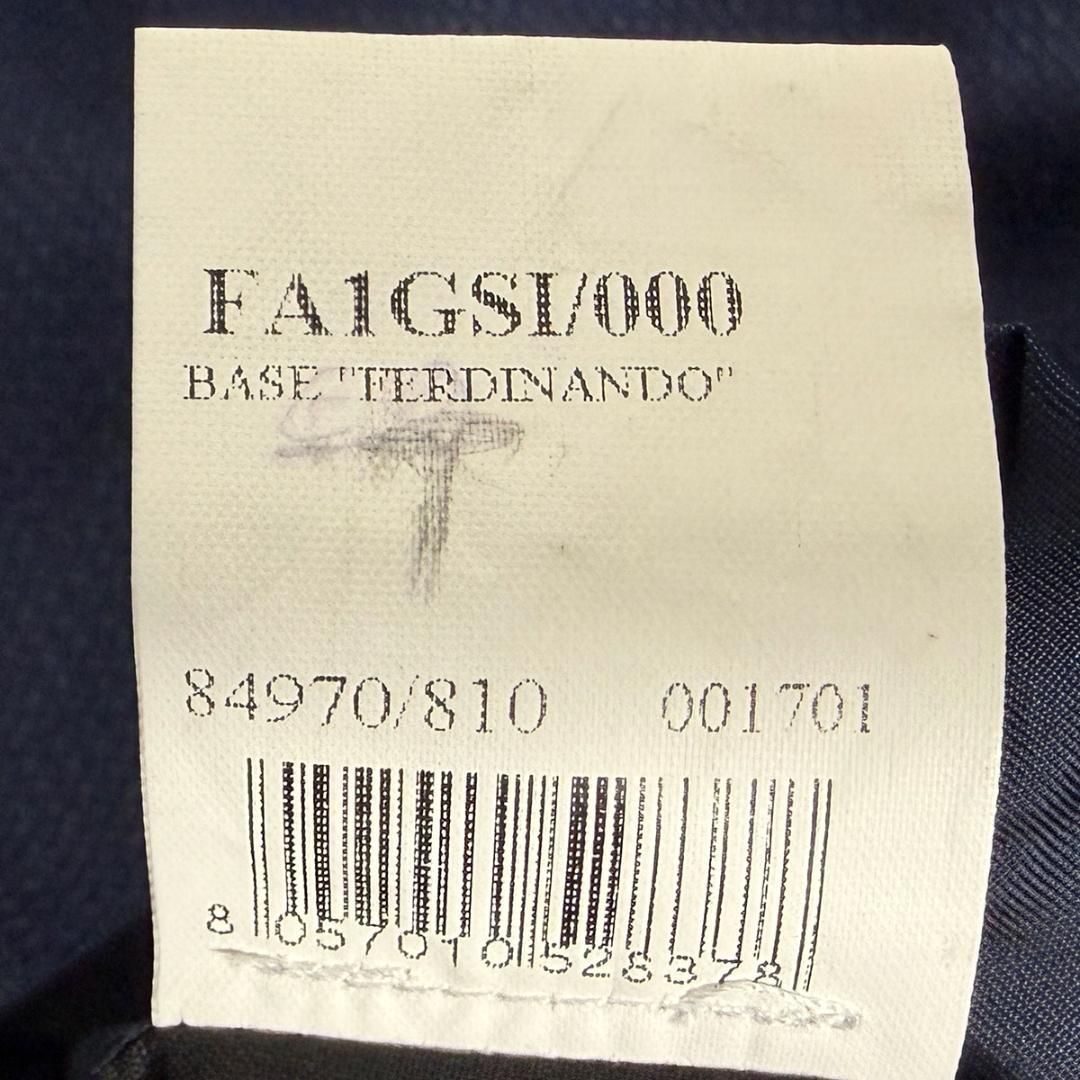 FA1GSI/000
BASE "FERDINANDO"
T
84970/810 001701
8 057010 528378